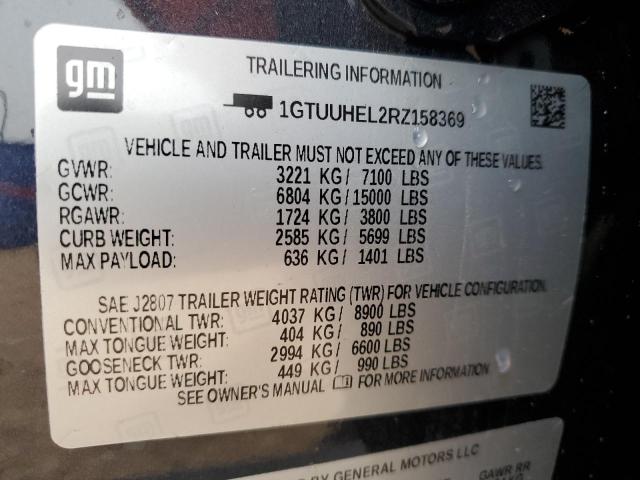 gm
TRAILERING INFORMATION
1GTUUHEL2RZ158369
VEHICLE AND TRAILER MUST NOT EXCEED ANY OF THESE VALUES.
GVWR: 3221 KG/ 7100 LBS
GCWR: 6804 KG/15000 LBS
RGAWR: 1724 KG/ 3800 LBS
CURB WEIGHT: 2585 KG/ 5699 LBS
MAX PAYLOAD: 636 KG/ 1401 LBS
SAE J2807 TRAILER WEIGHT RATING (TWR) FOR VEHICLE CONFIGURATION.
CONVENTIONAL TWR: 4037 KG/ 8900 LBS
MAX TONGUE WEIGHT: 404 KG/ 890 LBS
GOOSENECK TWR: 2994 KG/ 6600 LBS
MAX TONGUE WEIGHT: 449 KG/ 990 LBS
SEE OWNER'S MANUAL FOR MORE INFORMATION
BY GENERAL MOTORS LLC
GAWR RR
KG